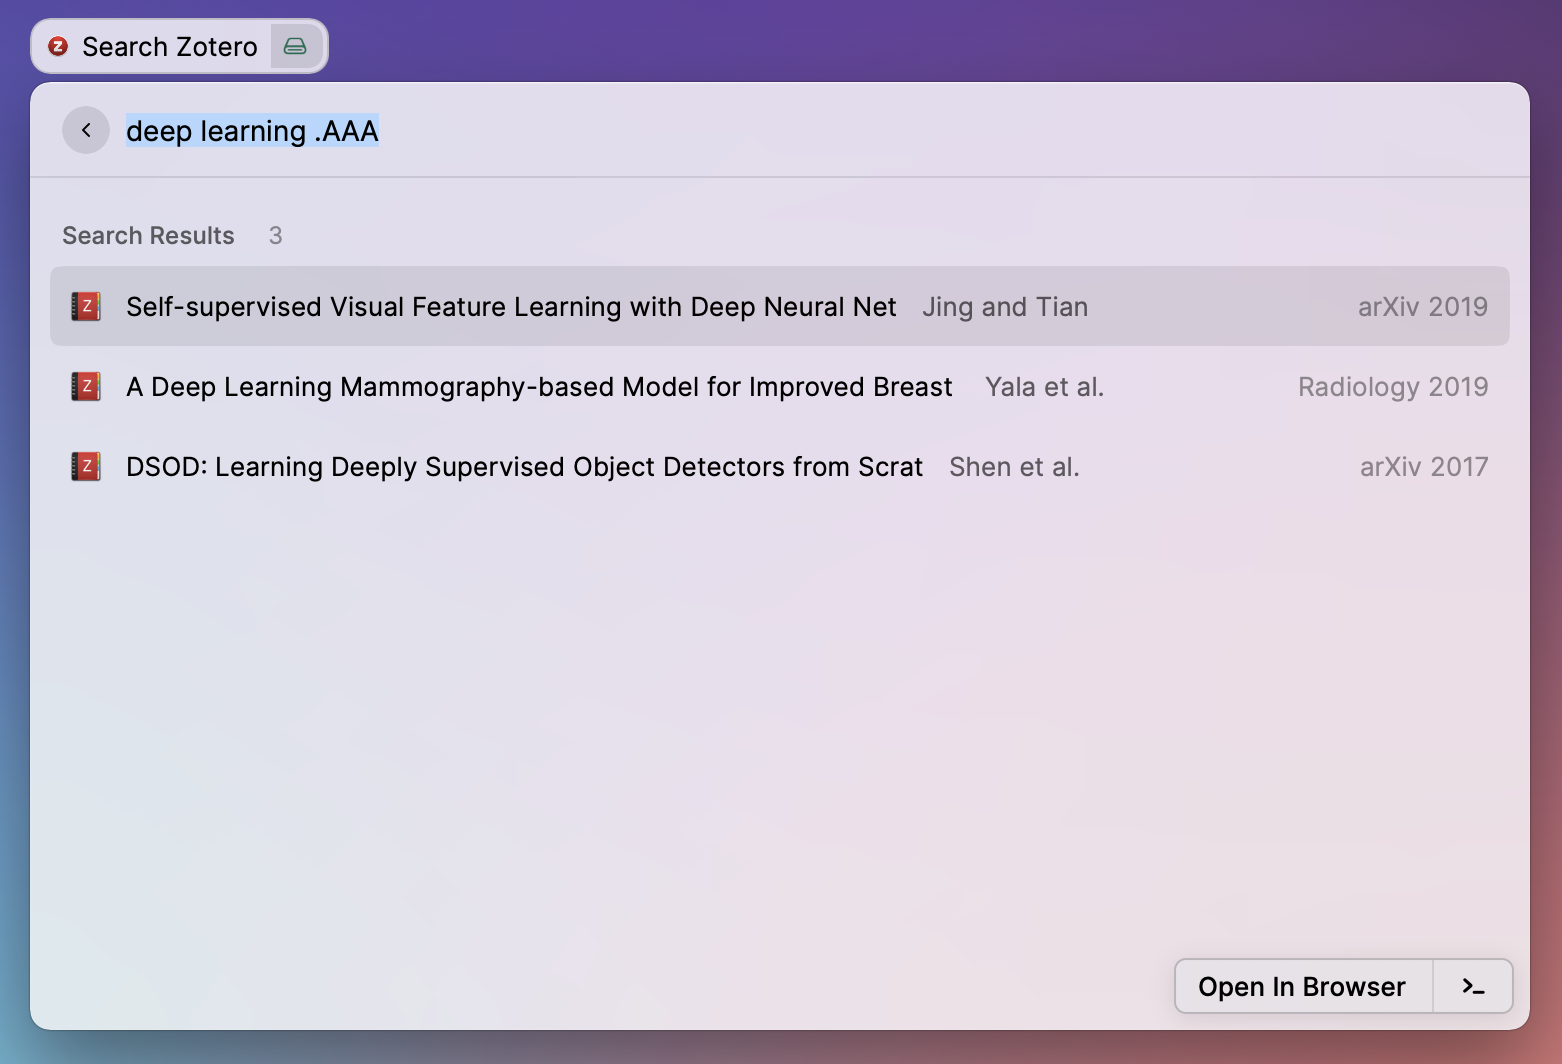 Z Search Zotero
deep learning .AAA
Search Results 3
Z Self-supervised Visual Feature Learning with Deep Neural Net Jing and Tian arXiv 2019
Z A Deep Learning Mammography-based Model for Improved Breast Yala et al. Radiology 2019
Z DSOD: Learning Deeply Supervised Object Detectors from Scrat Shen et al. arXiv 2017
Open In Browser >_